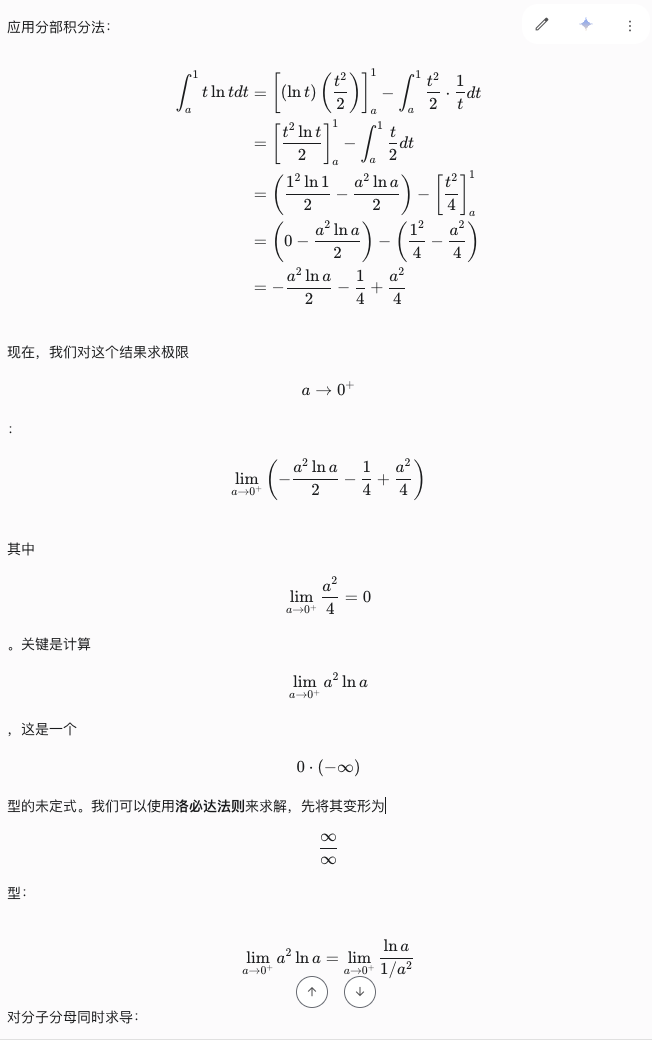 应用分部积分法：
\int_a^1 t \ln t dt = \left[ (\ln t) \left( \frac{t^2}{2} \right) \right]_a^1 - \int_a^1 \frac{t^2}{2} \cdot \frac{1}{t} dt
= \left[ \frac{t^2 \ln t}{2} \right]_a^1 - \int_a^1 \frac{t}{2} dt
= \left( \frac{1^2 \ln 1}{2} - \frac{a^2 \ln a}{2} \right) - \left[ \frac{t^2}{4} \right]_a^1
= \left( 0 - \frac{a^2 \ln a}{2} \right) - \left( \frac{1^2}{4} - \frac{a^2}{4} \right)
= -\frac{a^2 \ln a}{2} - \frac{1}{4} + \frac{a^2}{4}
现在，我们对这个结果求极限
a \to 0^+
：
\lim_{a \to 0^+} \left( -\frac{a^2 \ln a}{2} - \frac{1}{4} + \frac{a^2}{4} \right)
其中
\lim_{a \to 0^+} \frac{a^2}{4} = 0
。关键是计算
\lim_{a \to 0^+} a^2 \ln a
，这是一个
0 \cdot (-\infty)
型的未定式。我们可以使用洛必达法则来求解，先将其变形为
\frac{\infty}{\infty}
型：
\lim_{a \to 0^+} a^2 \ln a = \lim_{a \to 0^+} \frac{\ln a}{1/a^2}
对分子分母同时求导：